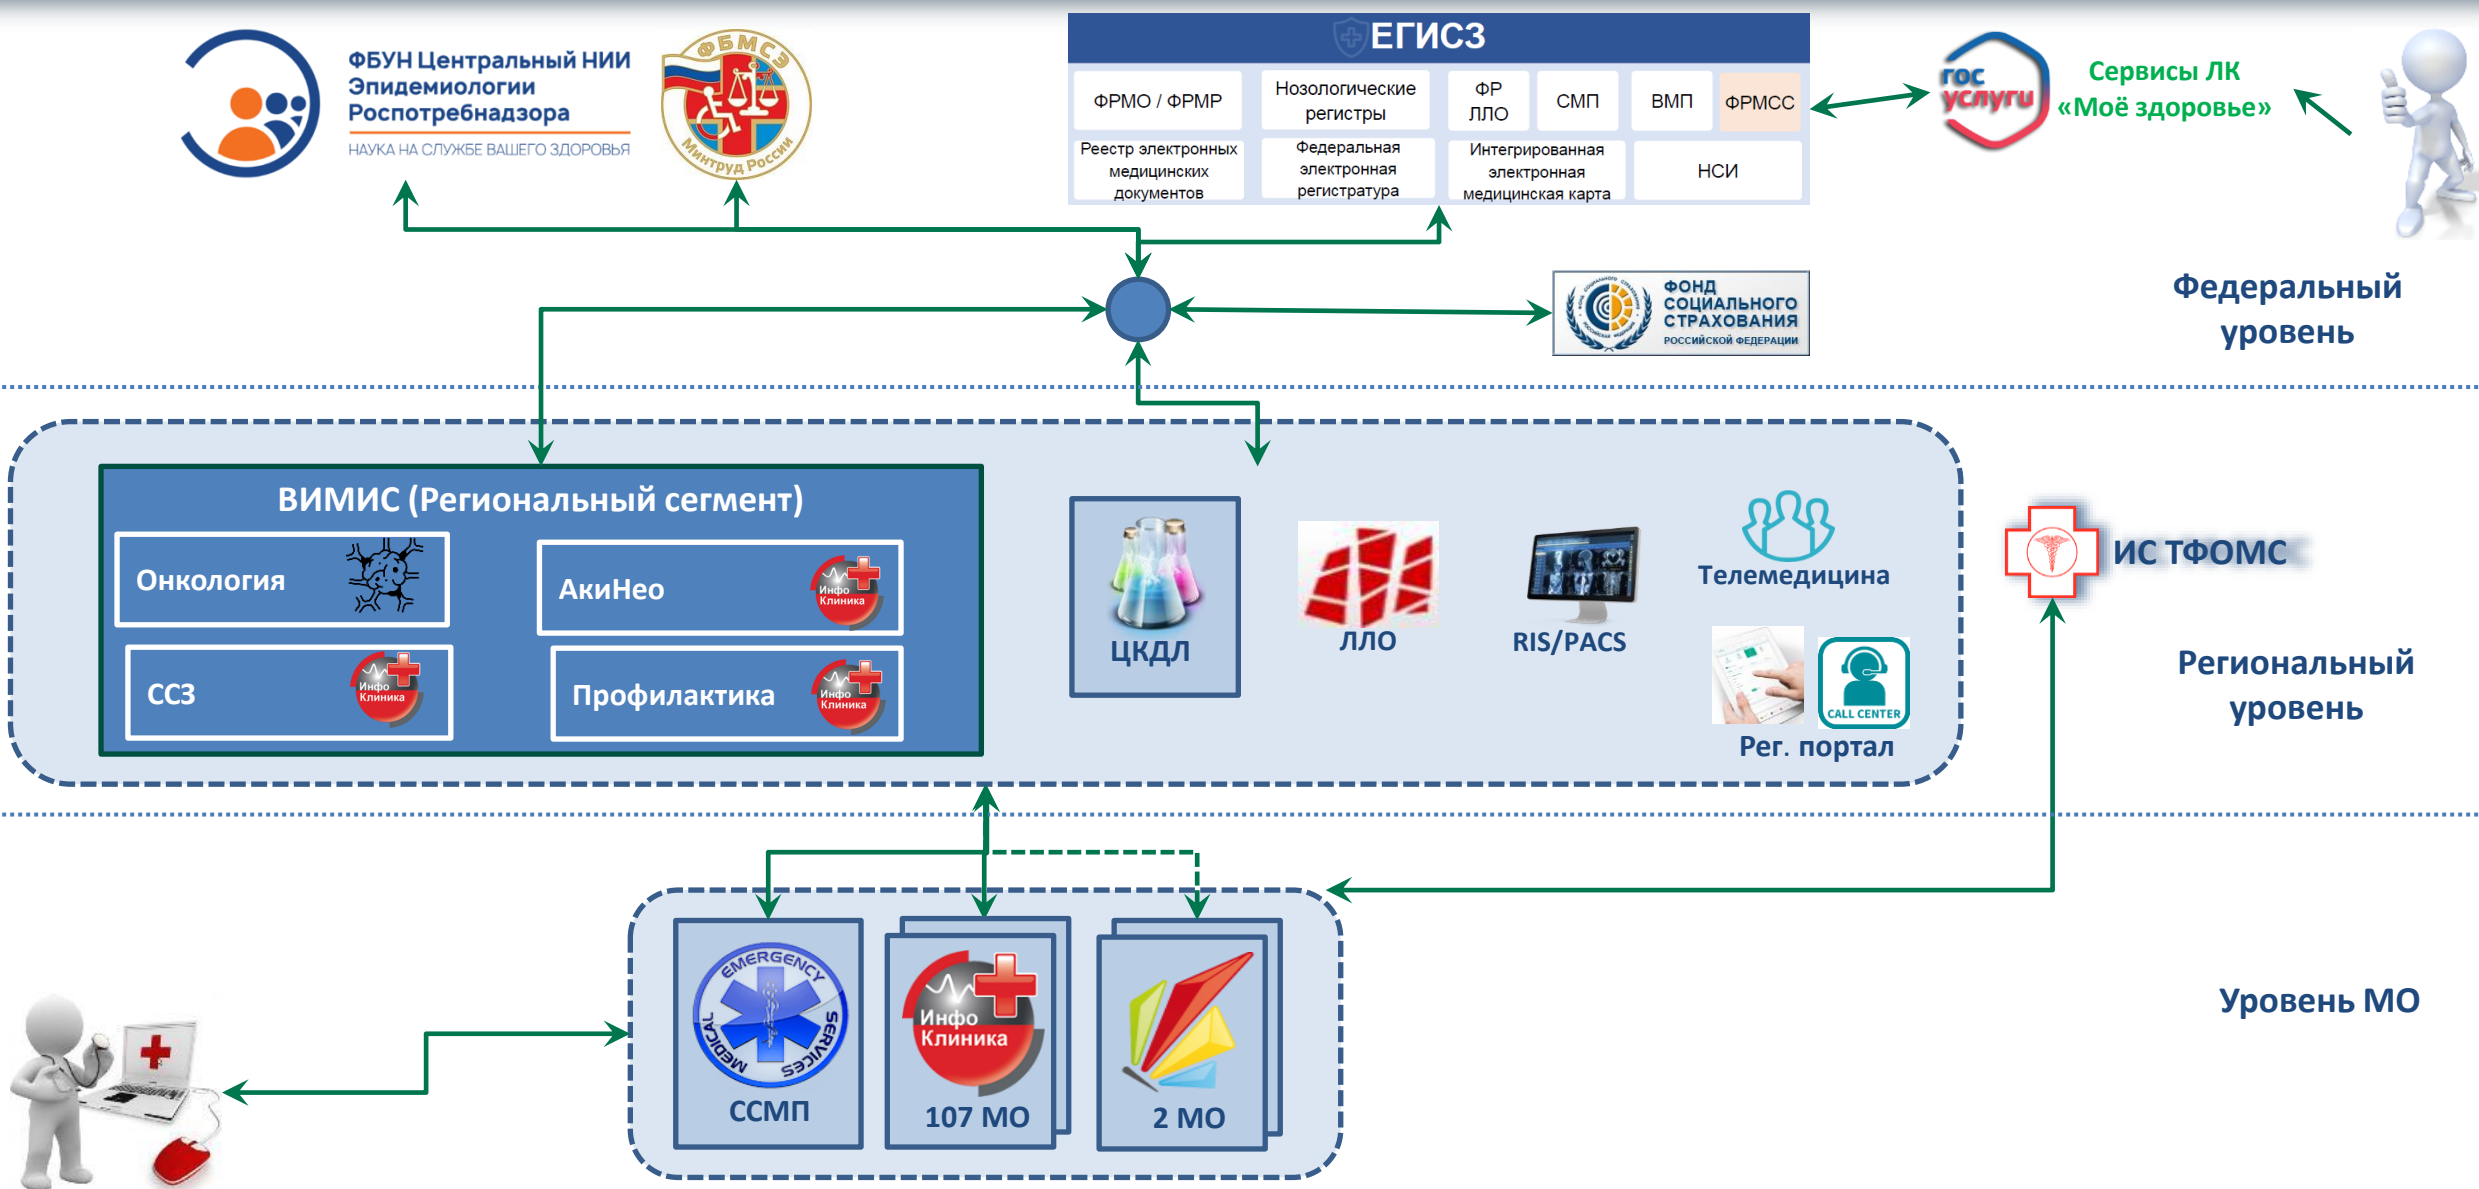 ФБУН Центральный НИИ
Эпидемиологии
Роспотребнадзора
НАУКА НА СЛУЖБЕ ВАШЕГО ЗДОРОВЬЯ
ФБМСЭ
Минтруд России
ЕГИСЗ
ФРМО / ФРМР
Нозологические
регистры
ФР
ЛЛО
СМП
ВМП
ФРМСС
Реестр электронных
медицинских
документов
Федеральная
электронная
регистратура
Интегрированная
электронная
медицинская карта
НСИ
гос
услуги
Сервисы ЛК
«Моё здоровье»
ФОНД
СОЦИАЛЬНОГО
СТРАХОВАНИЯ
РОССИЙСКОЙ ФЕДЕРАЦИИ
Федеральный
уровень
ВИМИС (Региональный сегмент)
Онкология
АкиНео
Инфо
Клиника
ССЗ
Инфо
Клиника
Профилактика
Инфо
Клиника
ЦКДЛ
ЛЛО
RIS/PACS
Телемедицина
CALL CENTER
Рег. портал
ИС ТФОМС
Региональный
уровень
EMERGENCY
MEDICAL
SERVICES
ССМП
Инфо
Клиника
107 МО
2 МО
Уровень МО